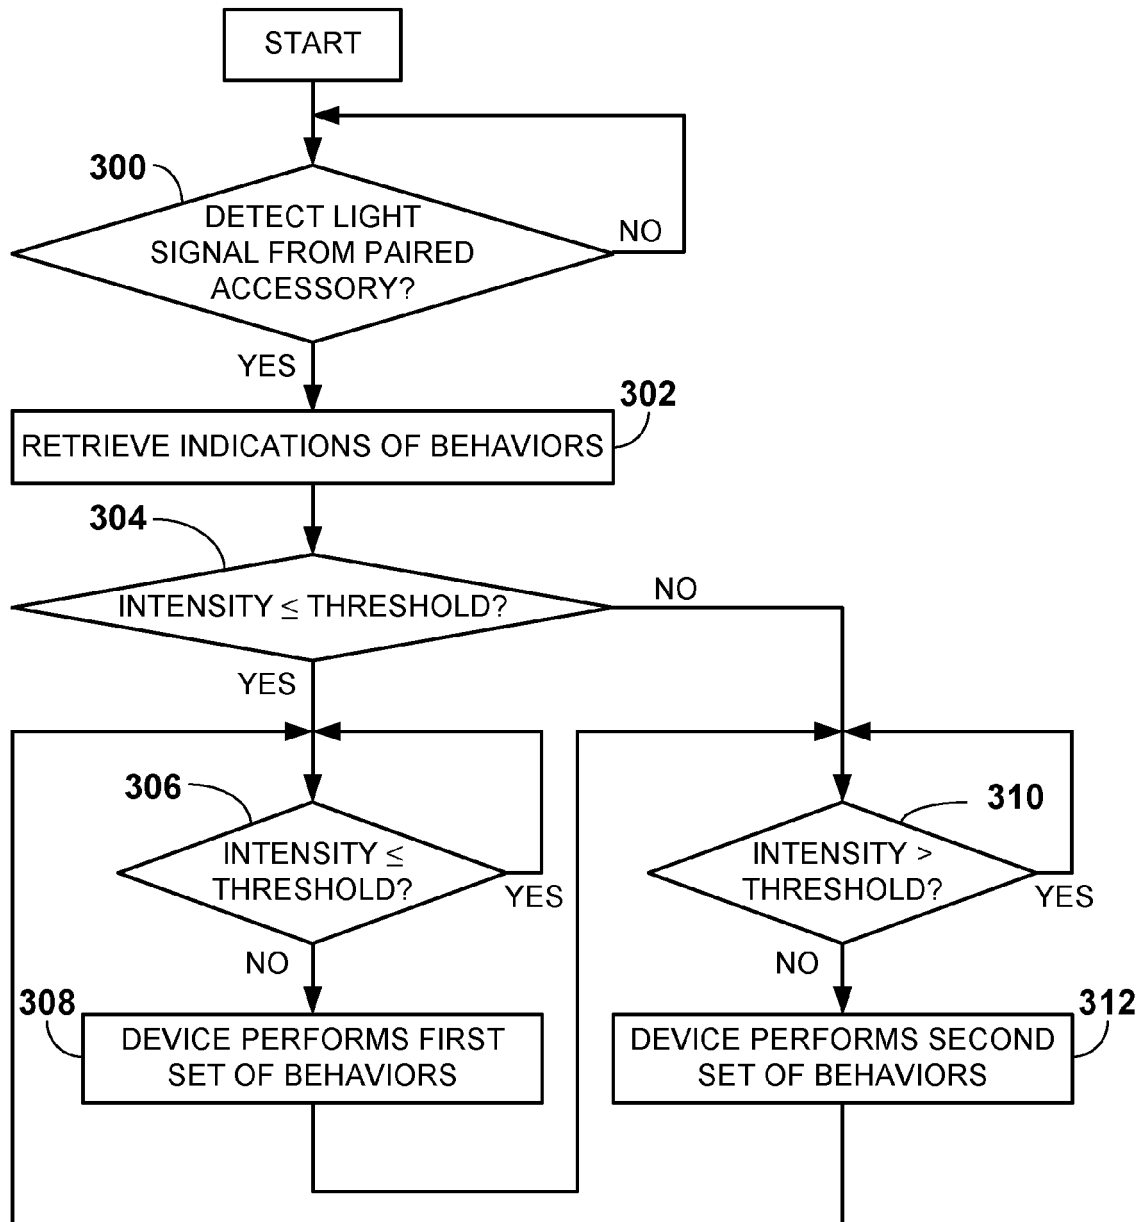 START
300
DETECT LIGHT
SIGNAL FROM PAIRED
ACCESSORY?
NO
YES
302
RETRIEVE INDICATIONS OF BEHAVIORS
304
INTENSITY ≤ THRESHOLD?
NO
YES
306
INTENSITY ≤
THRESHOLD?
YES
NO
310
INTENSITY >
THRESHOLD?
YES
NO
308
DEVICE PERFORMS FIRST
SET OF BEHAVIORS
312
DEVICE PERFORMS SECOND
SET OF BEHAVIORS